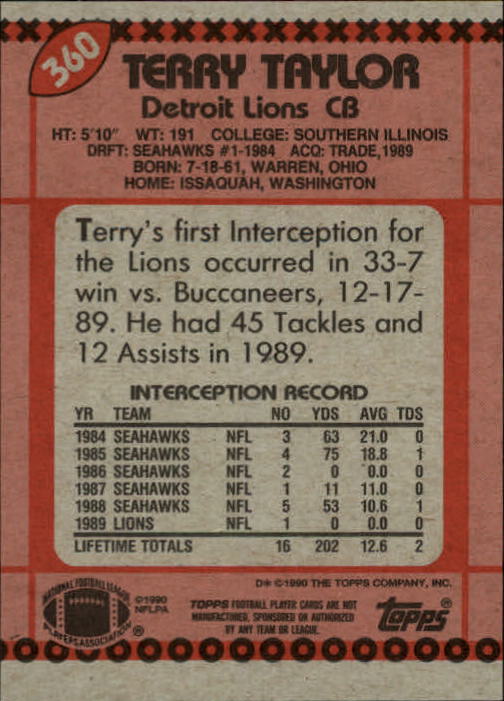 360
TERRY TAYLOR
Detroit Lions CB
HT: 5'10" WT: 191 COLLEGE: SOUTHERN ILLINOIS
DRFT: SEAHAWKS #1-1984 ACQ: TRADE, 1989
BORN: 7-18-61, WARREN, OHIO
HOME: ISSAQUAH, WASHINGTON
Terry's first Interception for
the Lions occurred in 33-7
win vs. Buccaneers, 12-17-
89. He had 45 Tackles and
12 Assists in 1989.
INTERCEPTION RECORD
YR TEAM NO YDS AVG TDS
1984 SEAHAWKS NFL 3 63 21.0 0
1985 SEAHAWKS NFL 4 75 18.8 1
1986 SEAHAWKS NFL 2 0 0.0 0
1987 SEAHAWKS NFL 1 11 11.0 0
1988 SEAHAWKS NFL 5 53 10.6 1
1989 LIONS NFL 1 0 0.0 0
LIFETIME TOTALS 16 202 12.6 2
D* ©1990 THE TOPPS COMPANY, INC.
NATIONAL FOOTBALL LEAGUE
PLAYERS ASSOCIATION ®
©1990
NFLPA
TOPPS FOOTBALL PLAYER CARDS ARE NOT
MANUFACTURED, SPONSORED OR AUTHORIZED
BY ANY TEAM OR LEAGUE.
Topps®